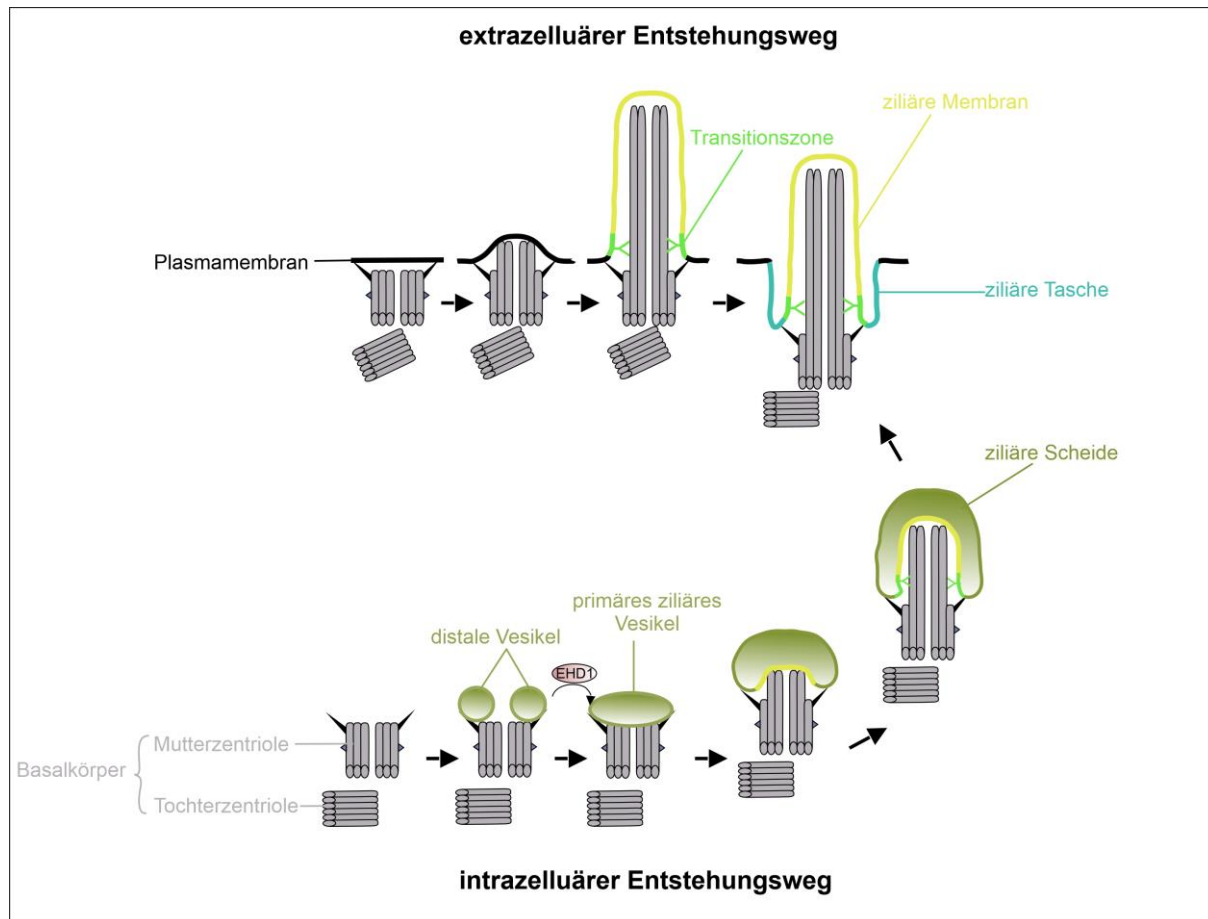 extrazelluärer Entstehungsweg
ziliäre Membran
Transitionszone
Plasmamembran
ziliäre Tasche
ziliäre Scheide
primäres ziliäres
Vesikel
distale Vesikel
EHD1
Mutterzentriole
Basalkörper
Tochterzentriole
intrazelluärer Entstehungsweg